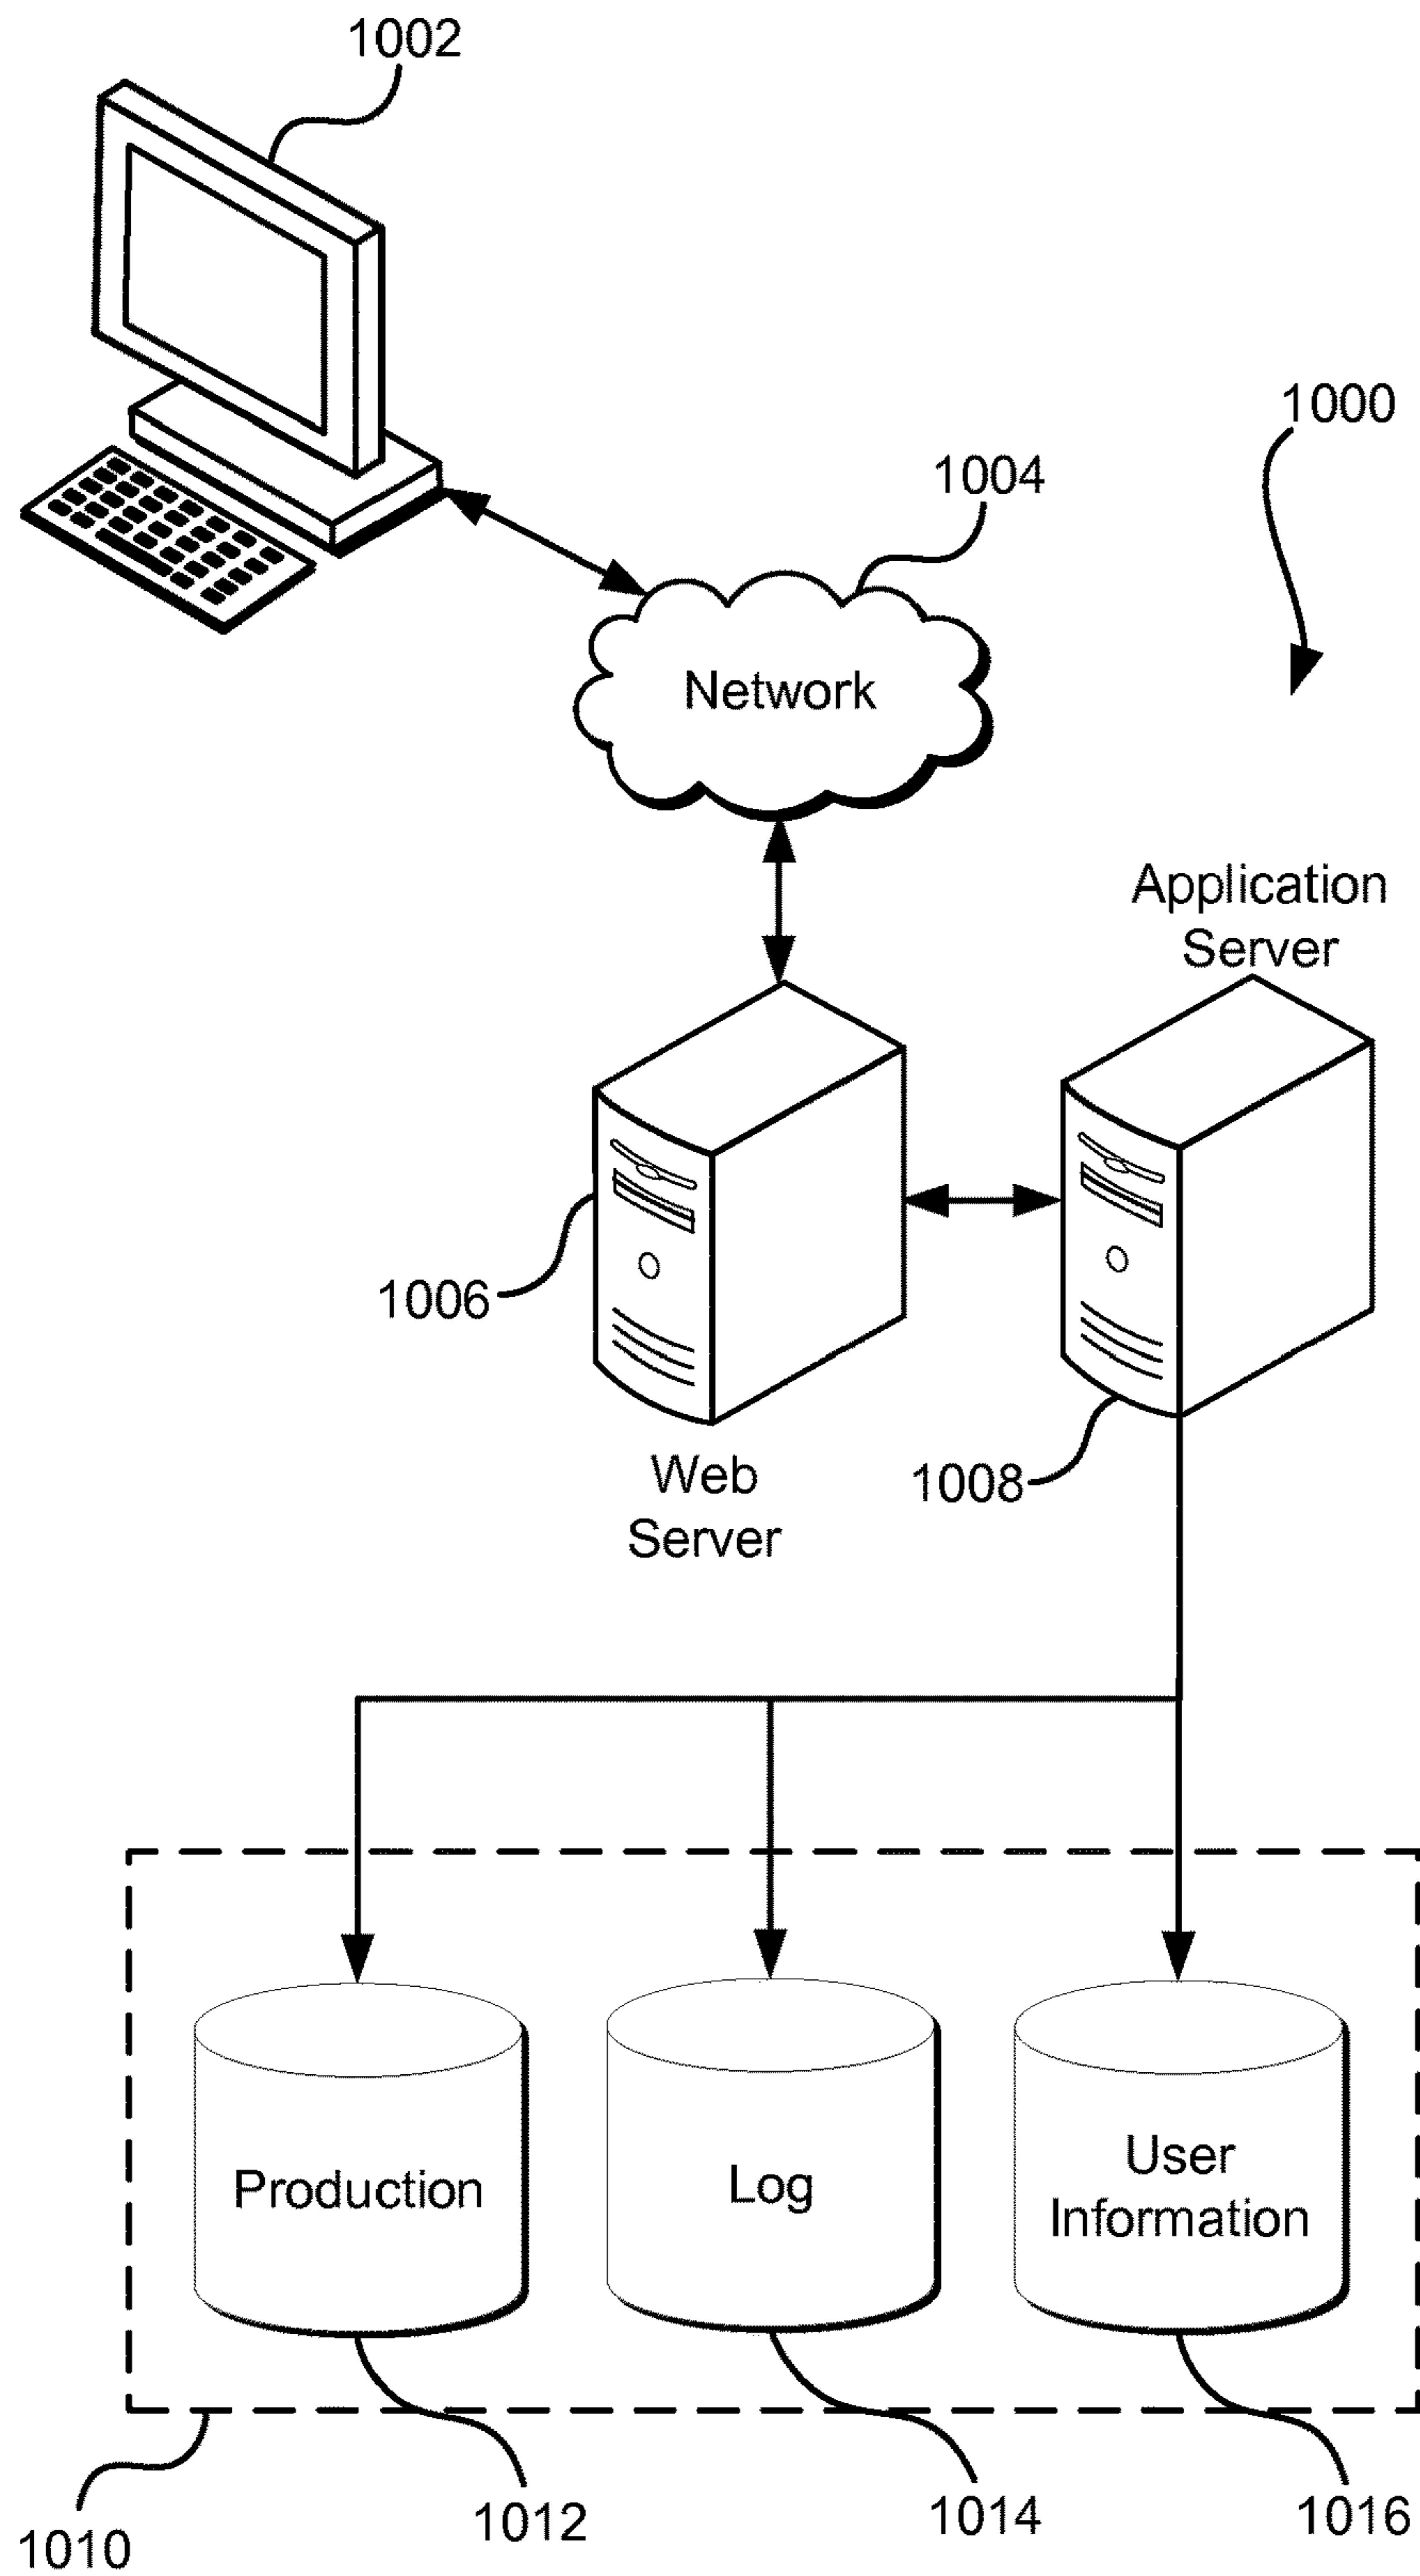 1002
1000
1004
Network
Application
Server
1006
Web
Server
1008
Production
Log
User
Information
1010
1012
1014
1016